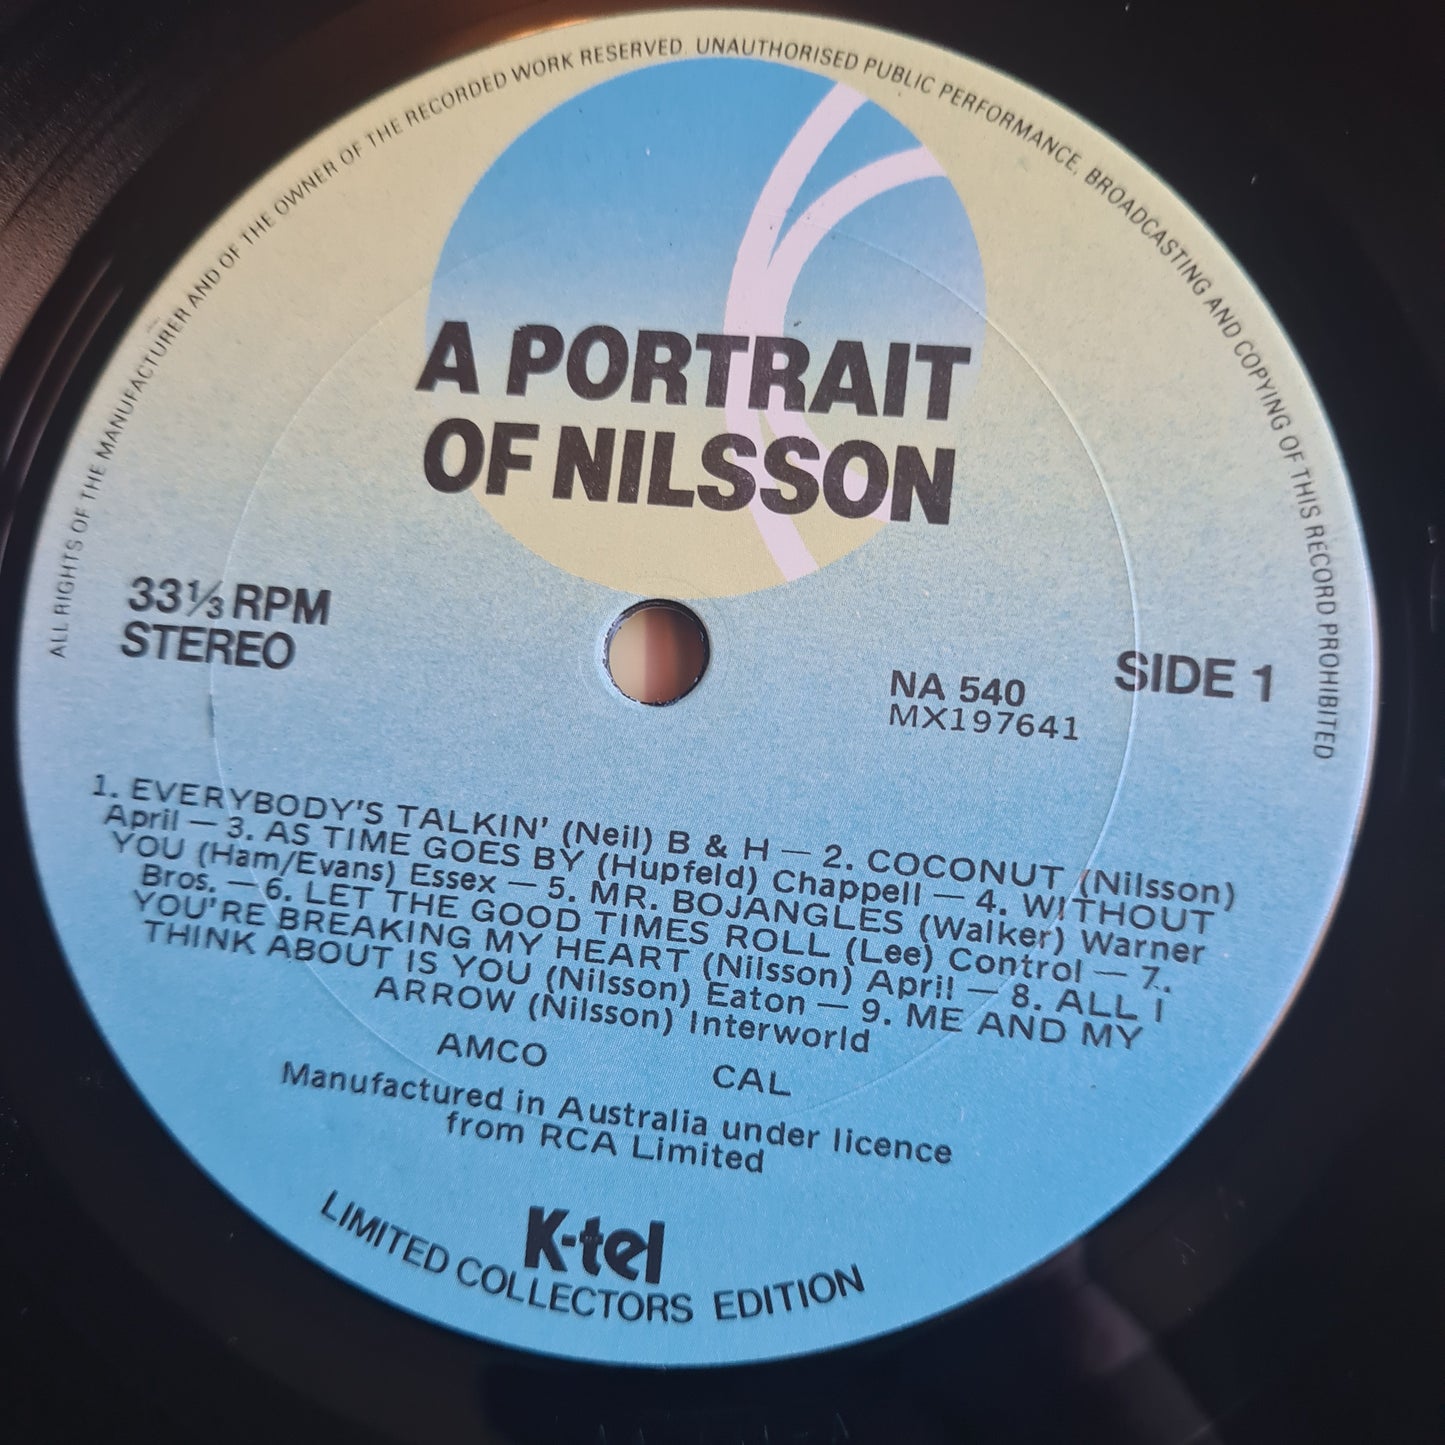 ALL RIGHTS OF THE MANUFACTURER AND OF THE OWNER OF THE RECORDED WORK RESERVED. UNAUTHORISED PUBLIC PERFORMANCE, BROADCASTING AND COPYING OF THIS RECORD PROHIBITED
A PORTRAIT
OF NILSSON
33⅓ RPM
STEREO
NA 540
MX197641
SIDE 1
1. EVERYBODY'S TALKIN' (Neil) B & H — 2. COCONUT (Nilsson)
April — 3. AS TIME GOES BY (Hupfeld) Chappell — 4. WITHOUT
YOU (Ham/Evans) Essex — 5. MR. BOJANGLES (Walker) Warner
Bros. — 6. LET THE GOOD TIMES ROLL (Lee) Control — 7.
YOU'RE BREAKING MY HEART (Nilsson) April — 8. ALL I
THINK ABOUT IS YOU (Nilsson) Eaton — 9. ME AND MY
ARROW (Nilsson) Interworld
AMCO CAL
Manufactured in Australia under licence
from RCA Limited
K-tel
LIMITED COLLECTORS EDITION